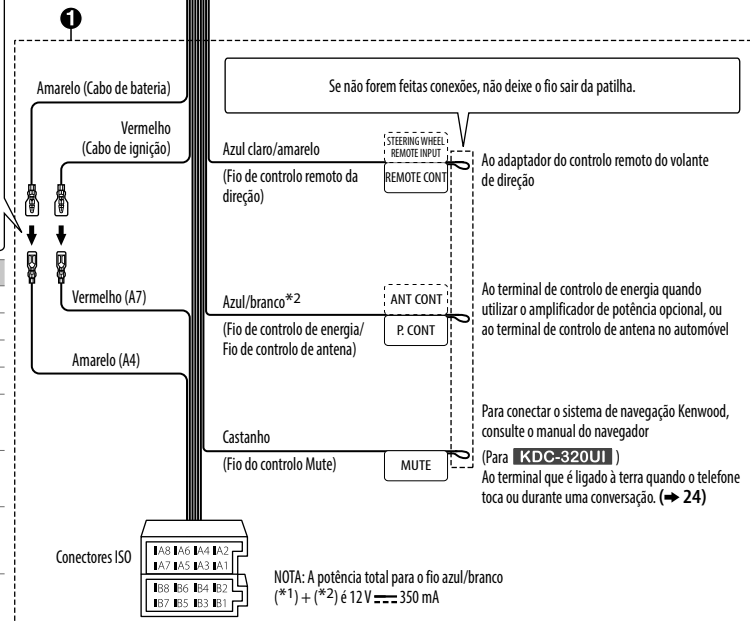 1
Amarelo (Cabo de bateria)
Se não forem feitas conexões, não deixe o fio sair da patilha.
Vermelho
(Cabo de ignição)
Azul claro/amarelo
(Fio de controlo remoto da
direção)
STEERING WHEEL
REMOTE INPUT
REMOTE CONT
Ao adaptador do controlo remoto do volante
de direção
Vermelho (A7)
Azul/branco*2
(Fio de controlo de energia/
Fio de controlo de antena)
ANT CONT
P. CONT
Ao terminal de controlo de energia quando
utilizar o amplificador de potência opcional, ou
ao terminal de controlo de antena no automóvel
Amarelo (A4)
Castanho
(Fio do controlo Mute)
MUTE
Para conectar o sistema de navegação Kenwood,
consulte o manual do navegador
(Para KDC-320UI )
Ao terminal que é ligado à terra quando o telefone
toca ou durante uma conversação. (➜ 24)
Conectores ISO
A8 A6 A4 A2
A7 A5 A3 A1
B8 B6 B4 B2
B7 B5 B3 B1
NOTA: A potência total para o fio azul/branco
(*1) + (*2) é 12 V ⎓ 350 mA